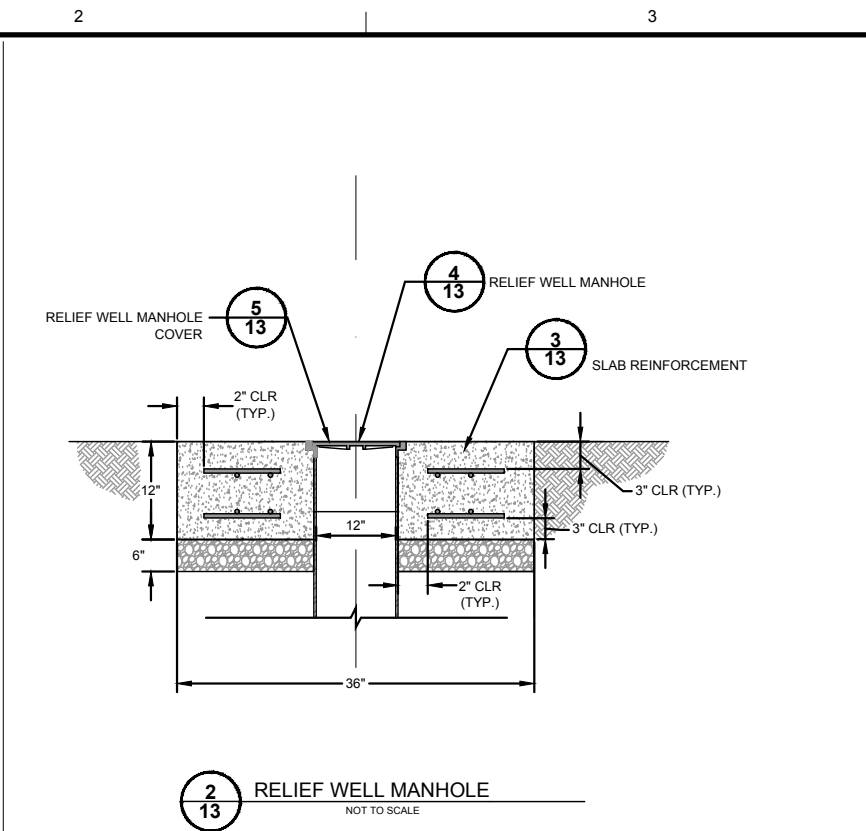 2
3
4
13
RELIEF WELL MANHOLE
RELIEF WELL MANHOLE
COVER
5
13
3
13
SLAB REINFORCEMENT
2" CLR
(TYP.)
12"
3" CLR (TYP.)
12"
3" CLR (TYP.)
6"
2" CLR
(TYP.)
36"
2
13
RELIEF WELL MANHOLE
NOT TO SCALE